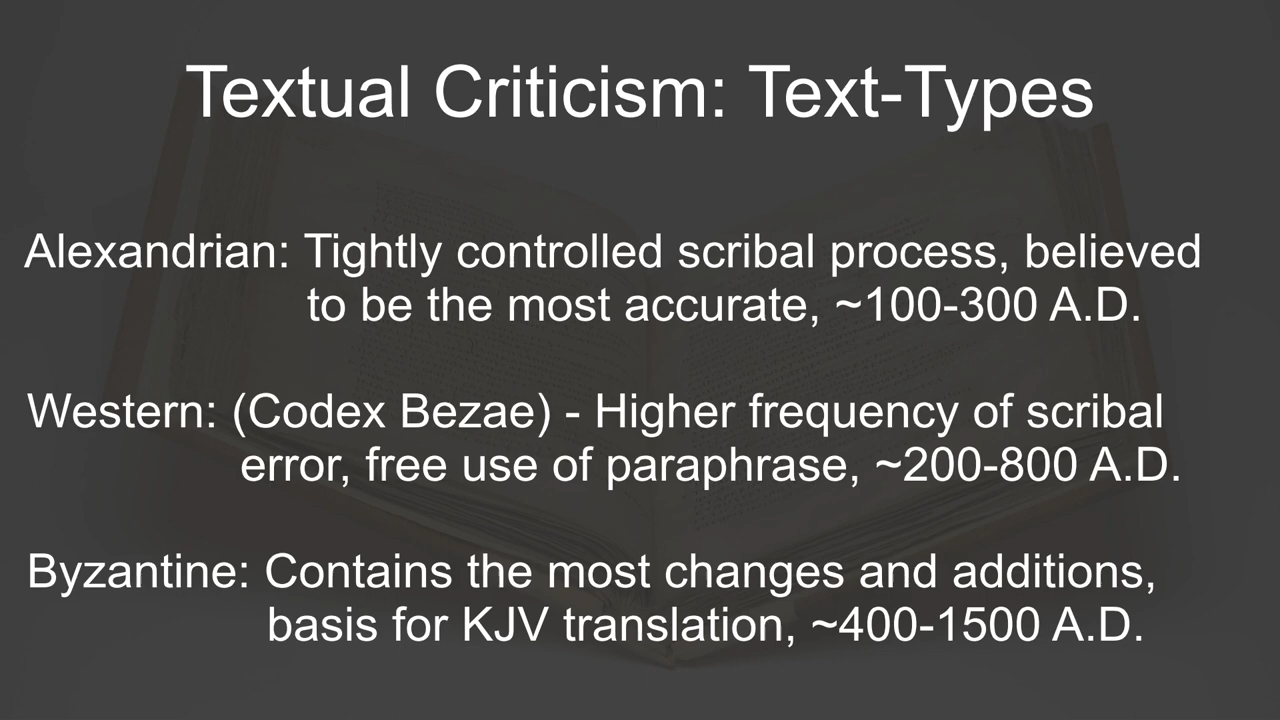 Textual Criticism: Text-Types
Alexandrian: Tightly controlled scribal process, believed
to be the most accurate, ~100-300 A.D.
Western: (Codex Bezae) - Higher frequency of scribal
error, free use of paraphrase, ~200-800 A.D.
Byzantine: Contains the most changes and additions,
basis for KJV translation, ~400-1500 A.D.